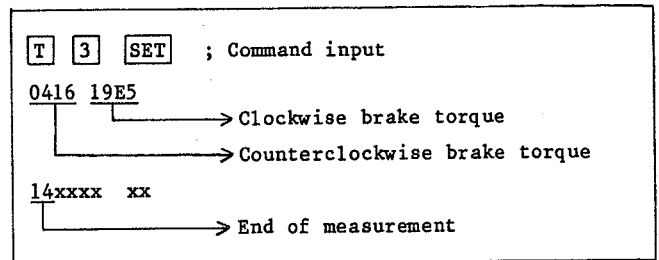 T 3 SET ; Command input
0416 19E5
Clockwise brake torque
Counterclockwise brake torque
14xxxx xx
End of measurement